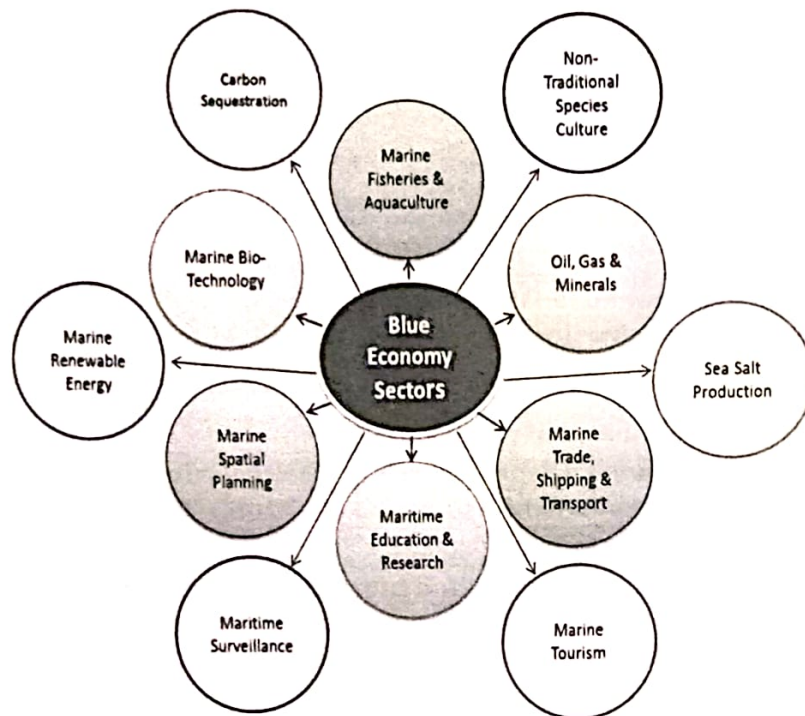 Carbon
Sequestration
Non-
Traditional
Species
Culture
Marine
Fisheries &
Aquaculture
Marine Bio-
Technology
Oil, Gas &
Minerals
Blue
Economy
Sectors
Marine
Renewable
Energy
Sea Salt
Production
Marine
Spatial
Planning
Marine
Trade,
Shipping &
Transport
Maritime
Education &
Research
Maritime
Surveillance
Marine
Tourism